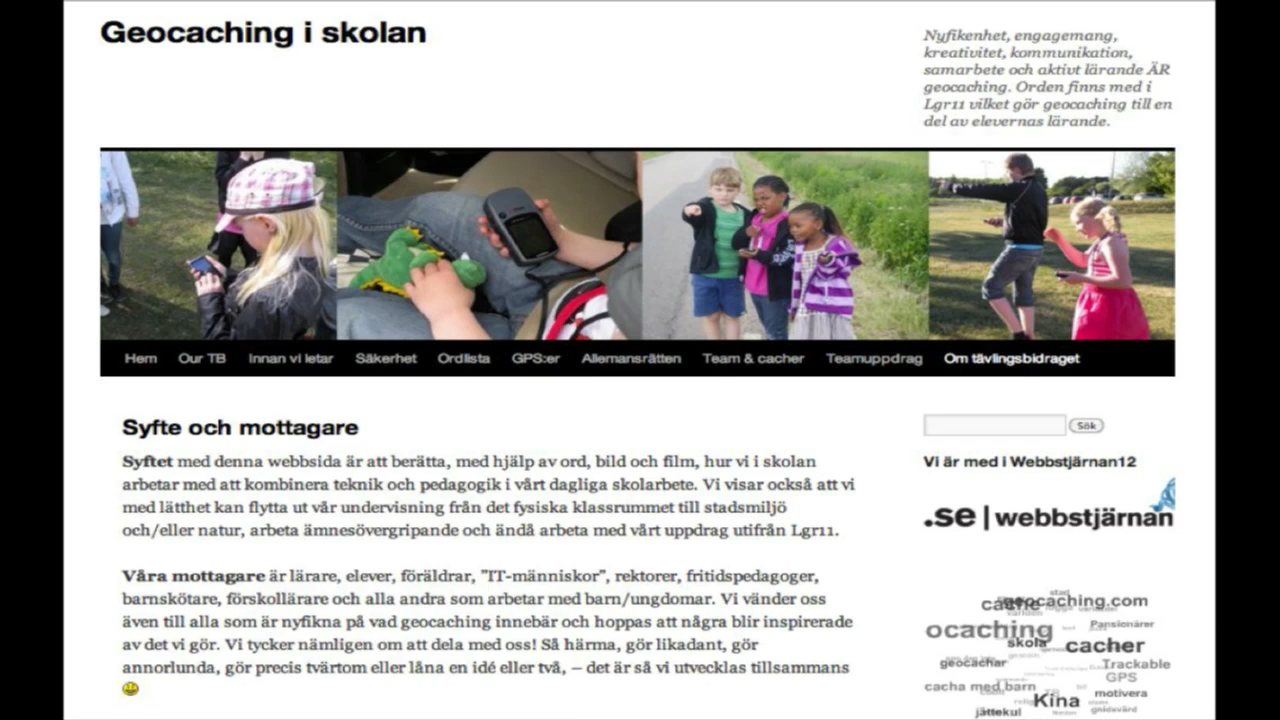 Geocaching i skolan
Nyfikenhet, engagemang,
kreativitet, kommunikation,
samarbete och aktivt lärande ÄR
geocaching. Orden finns med i
Lgr11 vilket gör geocaching till en
del av elevernas lärande.
Hem Our TB Innan vi letar Säkerhet Ordlista GPS:er Allemansrätten Team & cacher Teamuppdrag Om tävlingsbidraget
Syfte och mottagare
Syftet med denna webbsida är att berätta, med hjälp av ord, bild och film, hur vi i skolan
arbetar med att kombinera teknik och pedagogik i vårt dagliga skolarbete. Vi visar också att vi
med lätthet kan flytta ut vår undervisning från det fysiska klassrummet till stadsmiljö
och/eller natur, arbeta ämnesövergripande och ändå arbeta med vårt uppdrag utifrån Lgr11.
Våra mottagare är lärare, elever, föräldrar, "IT-människor", rektorer, fritidspedagoger,
barnskötare, förskollärare och alla andra som arbetar med barn/ungdomar. Vi vänder oss
även till alla som är nyfikna på vad geocaching innebär och hoppas att några blir inspirerade
av det vi gör. Vi tycker nämligen om att dela med oss! Så härma, gör likadant, gör
annorlunda, gör precis tvärtom eller låna en idé eller två, – det är så vi utvecklas tillsammans
Sök
Vi är med i Webbstjärnan12
.se | webbstjärnan
stad
cache geocaching.com
Pensionärer
ocaching
skola cacher
geocachar Trackable
GPS
cacha med barn motivera
Kina
jättekul gnidsvärd